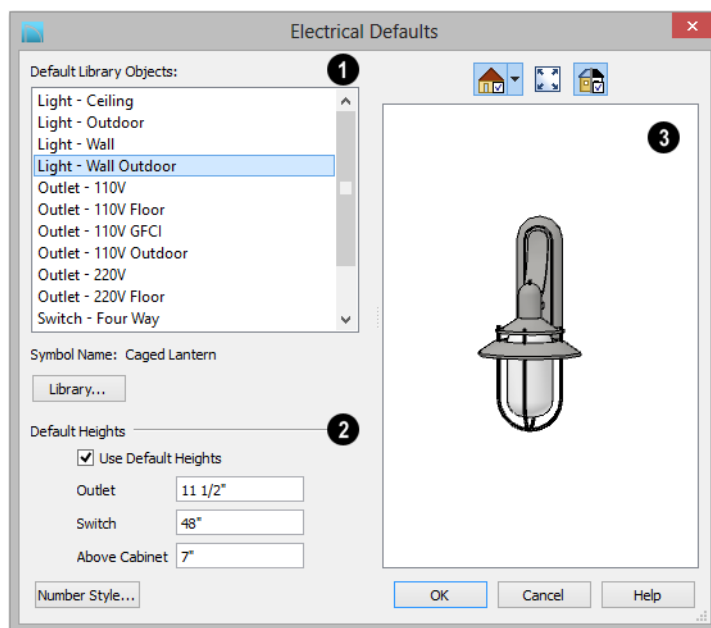 Electrical Defaults
Default Library Objects:
1
Light - Ceiling
Light - Outdoor
Light - Wall
Light - Wall Outdoor
Outlet - 110V
Outlet - 110V Floor
Outlet - 110V GFCI
Outlet - 110V Outdoor
Outlet - 220V
Outlet - 220V Floor
Switch - Four Way
Symbol Name: Caged Lantern
Library...
Default Heights
2
Use Default Heights
Outlet 11 1/2"
Switch 48"
Above Cabinet 7"
Number Style...
3
OK Cancel Help